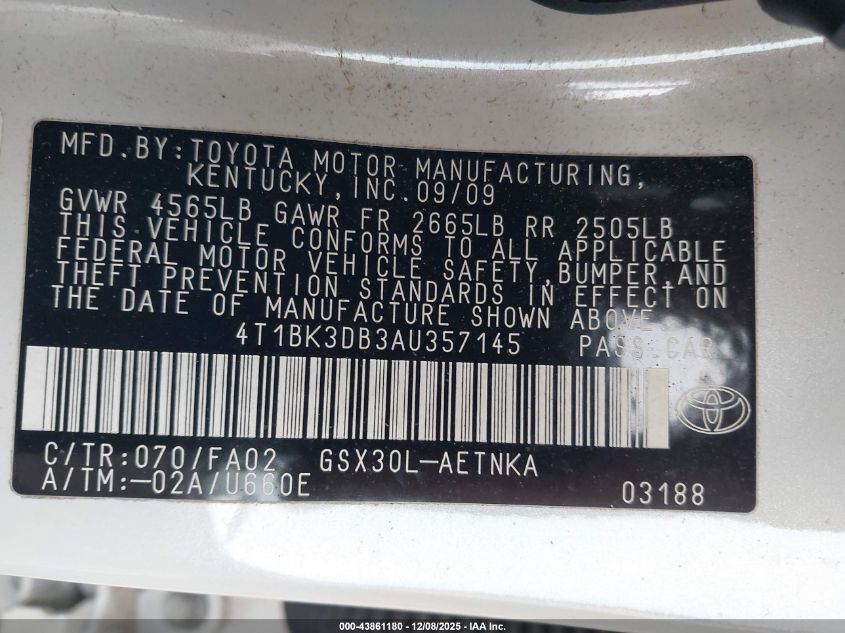 MFD.BY:TOYOTA MOTOR MANUFACTURING,
KENTUCKY, INC. 09/09
GVWR 4565LB GAWR FR 2665LB RR 2505LB
THIS VEHICLE CONFORMS TO ALL APPLICABLE
FEDERAL MOTOR VEHICLE SAFETY,BUMPER,AND
THEFT PREVENTION STANDARDS IN EFFECT ON
THE DATE OF MANUFACTURE SHOWN ABOVE.
4T1BK3DB3AU357145 PASS.CAR
C/TR:070/FA02 GSX30L-AETNKA
A/TM:-02A/U660E 03188
000-43861180 - 12/08/2025 - IAAI.com